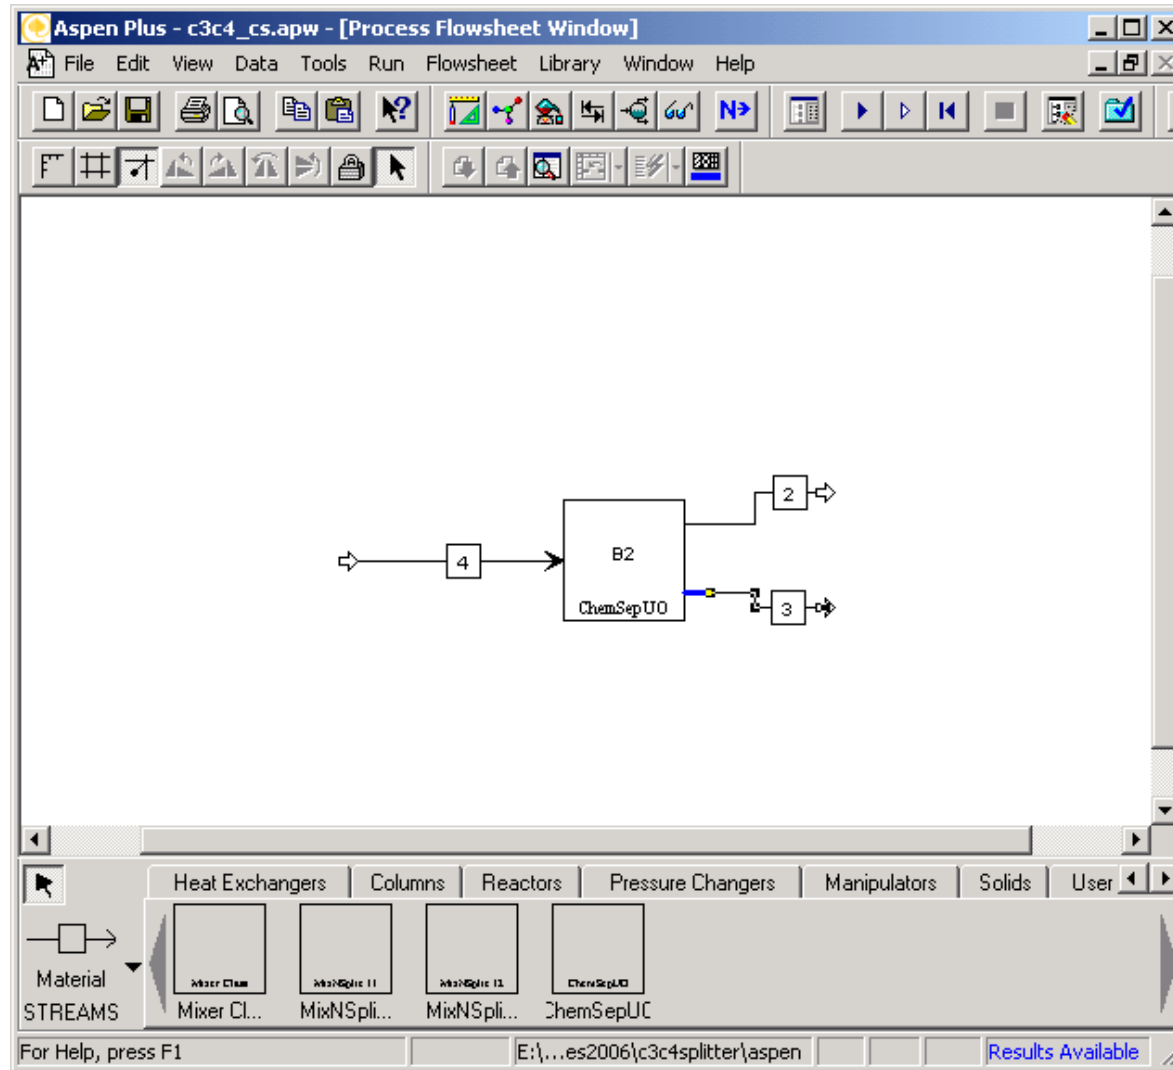 Aspen Plus - c3c4_cs.apw - [Process Flowsheet Window]
File Edit View Data Tools Run Flowsheet Library Window Help
N
2
4
B2
ChemSepUO
3
Heat Exchangers Columns Reactors Pressure Changers Manipulators Solids User
Material
STREAMS
Mixer Cl... MixNSpli... MixNSpli... ChemSepUO
For Help, press F1 E:\...es2006\c3c4splitter\aspen Results Available